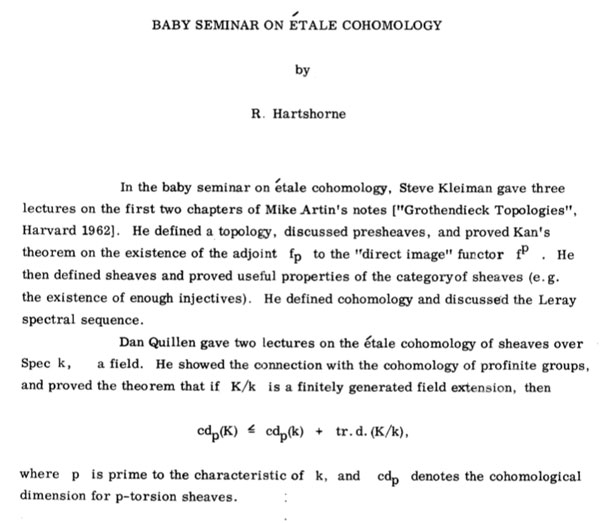 BABY SEMINAR ON ÉTALE COHOMOLOGY
by
R. Hartshorne
In the baby seminar on étale cohomology, Steve Kleiman gave three
lectures on the first two chapters of Mike Artin's notes ["Grothendieck Topologies",
Harvard 1962]. He defined a topology, discussed presheaves, and proved Kan's
theorem on the existence of the adjoint fₚ to the "direct image" functor fᵖ . He
then defined sheaves and proved useful properties of the categoryof sheaves (e.g.
the existence of enough injectives). He defined cohomology and discussed the Leray
spectral sequence.
Dan Quillen gave two lectures on the étale cohomology of sheaves over
Spec k, a field. He showed the connection with the cohomology of profinite groups,
and proved the theorem that if K/k is a finitely generated field extension, then
cdₚ(K) ≤ cdₚ(k) + tr.d.(K/k),
where p is prime to the characteristic of k, and cdₚ denotes the cohomological
dimension for p-torsion sheaves.